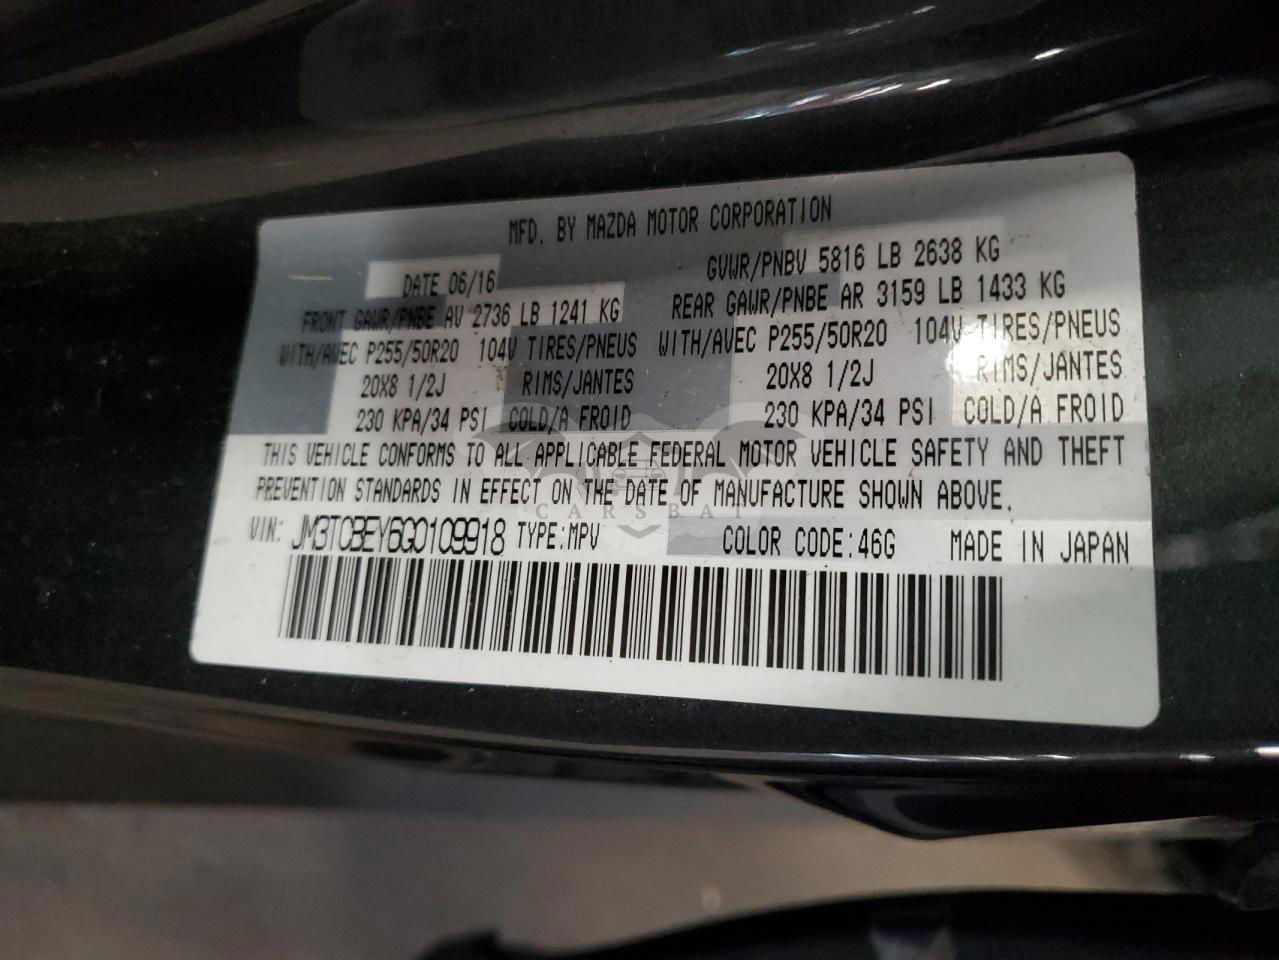 MFD. BY MAZDA MOTOR CORPORATION
DATE 06/16 GVWR/PNBV 5816 LB 2638 KG
FRONT GAWR/PNBE AV 2736 LB 1241 KG REAR GAWR/PNBE AR 3159 LB 1433 KG
WITH/AVEC P255/50R20 104V TIRES/PNEUS WITH/AVEC P255/50R20 104V TIRES/PNEUS
20X8 1/2J RIMS/JANTES 20X8 1/2J RIMS/JANTES
230 KPA/34 PSI COLD/A FROID 230 KPA/34 PSI COLD/A FROID
THIS VEHICLE CONFORMS TO ALL APPLICABLE FEDERAL MOTOR VEHICLE SAFETY AND THEFT
PREVENTION STANDARDS IN EFFECT ON THE DATE OF MANUFACTURE SHOWN ABOVE.
CARSBAT
VIN: JM3TCBEY6G0109918 TYPE:MPV COLOR CODE:46G MADE IN JAPAN